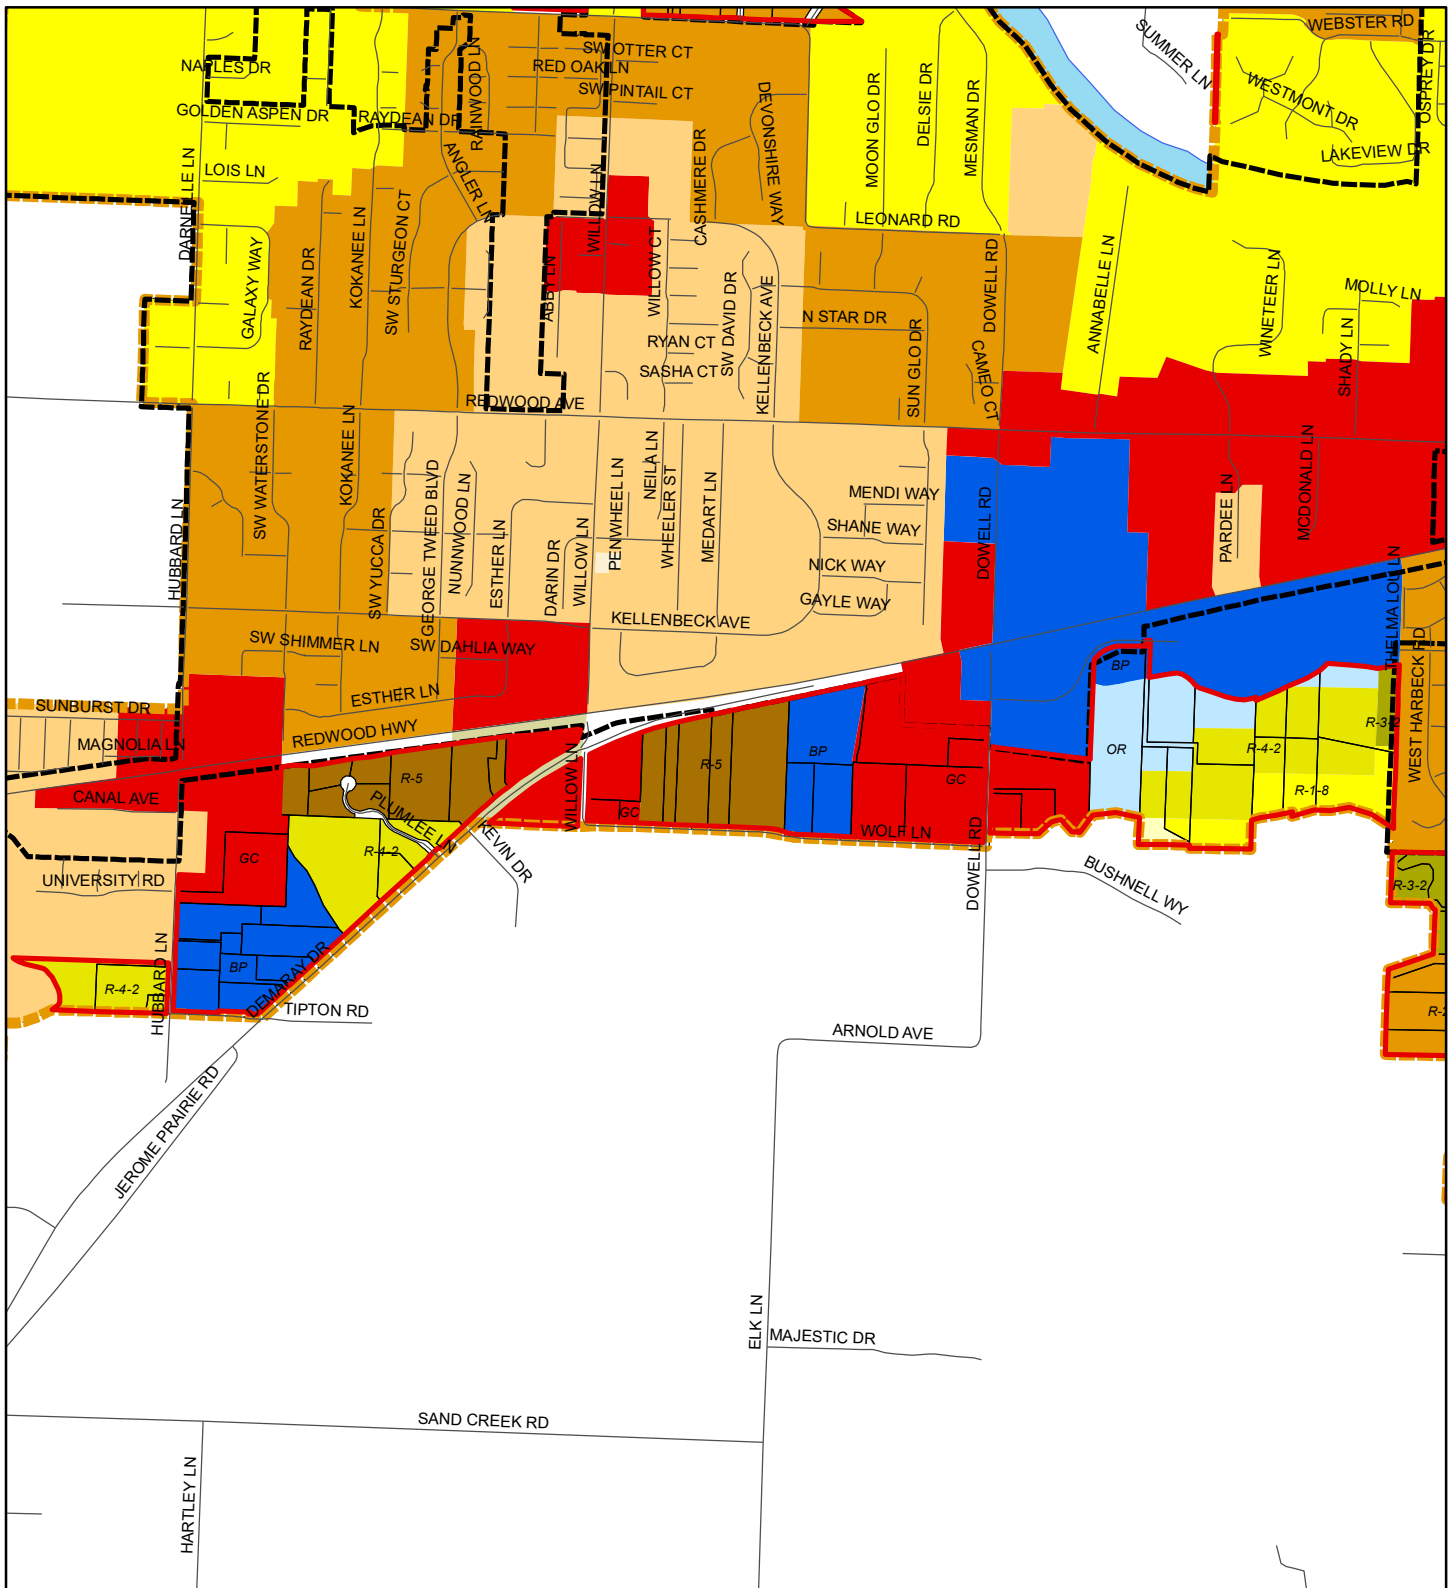 WEBSTER RD
SUMMER LN
SW OTTER CT
RED OAK LN
NAPLES DR
RAINWOOD LN
SW PINTAIL CT
WESTMONT DR
OSPREY DR
GOLDEN ASPEN DR
RAYDEAN DR
DEVONSHIRE WAY
MOON GLO DR
DELSIE DR
MESMAN DR
LAKEVIEW DR
LOIS LN
ANGLER LN
DARNEILLE LN
WILLOW LN
CASHMERE DR
LEONARD RD
KOKANEE LN
SW STURGEON CT
GALAXY WAY
RAYDEAN DR
ABBY LN
WILLOW CT
SW DAVID DR
KELLENBECK AVE
DOWELL RD
ANNABELLE LN
WINETEER LN
MOLLY LN
N STAR DR
SHADY LN
RYAN CT
SASHA CT
SUN GLO DR
CAMEO CT
REDWOOD AVE
SW WATERSTONE DR
KOKANEE LN
GEORGE TWEED BLVD
NUNNWOOD LN
PENWHEEL LN
NEILA LN
WHEELER ST
MEDART LN
MENDI WAY
SHANE WAY
DOWELL RD
PARDEE LN
MCDONALD LN
HUBBARD LN
SW YUCCA DR
ESTHER LN
DARIN DR
WILLOW LN
NICK WAY
GAYLE WAY
KELLENBECK AVE
THELMA LOU LN
SW SHIMMER LN
SW DAHLIA WAY
BP
WEST HARBECK RD
ESTHER LN
SUNBURST DR
REDWOOD HWY
MAGNOLIA LN
R-3-2
OR
R-4-2
BP
R-5
R-5
WILLOW LN
GC
R-1-8
CANAL AVE
PLUMLEE LN
GC
WOLF LN
KEVIN DR
DOWELL RD
GC
R-4-2
UNIVERSITY RD
BUSHNELL WY
R-3-2
HUBBARD LN
BP
DEMARAY DR
R-4-2
TIPTON RD
R-2
ARNOLD AVE
JEROME PRAIRIE RD
ELK LN
MAJESTIC DR
SAND CREEK RD
HARTLEY LN